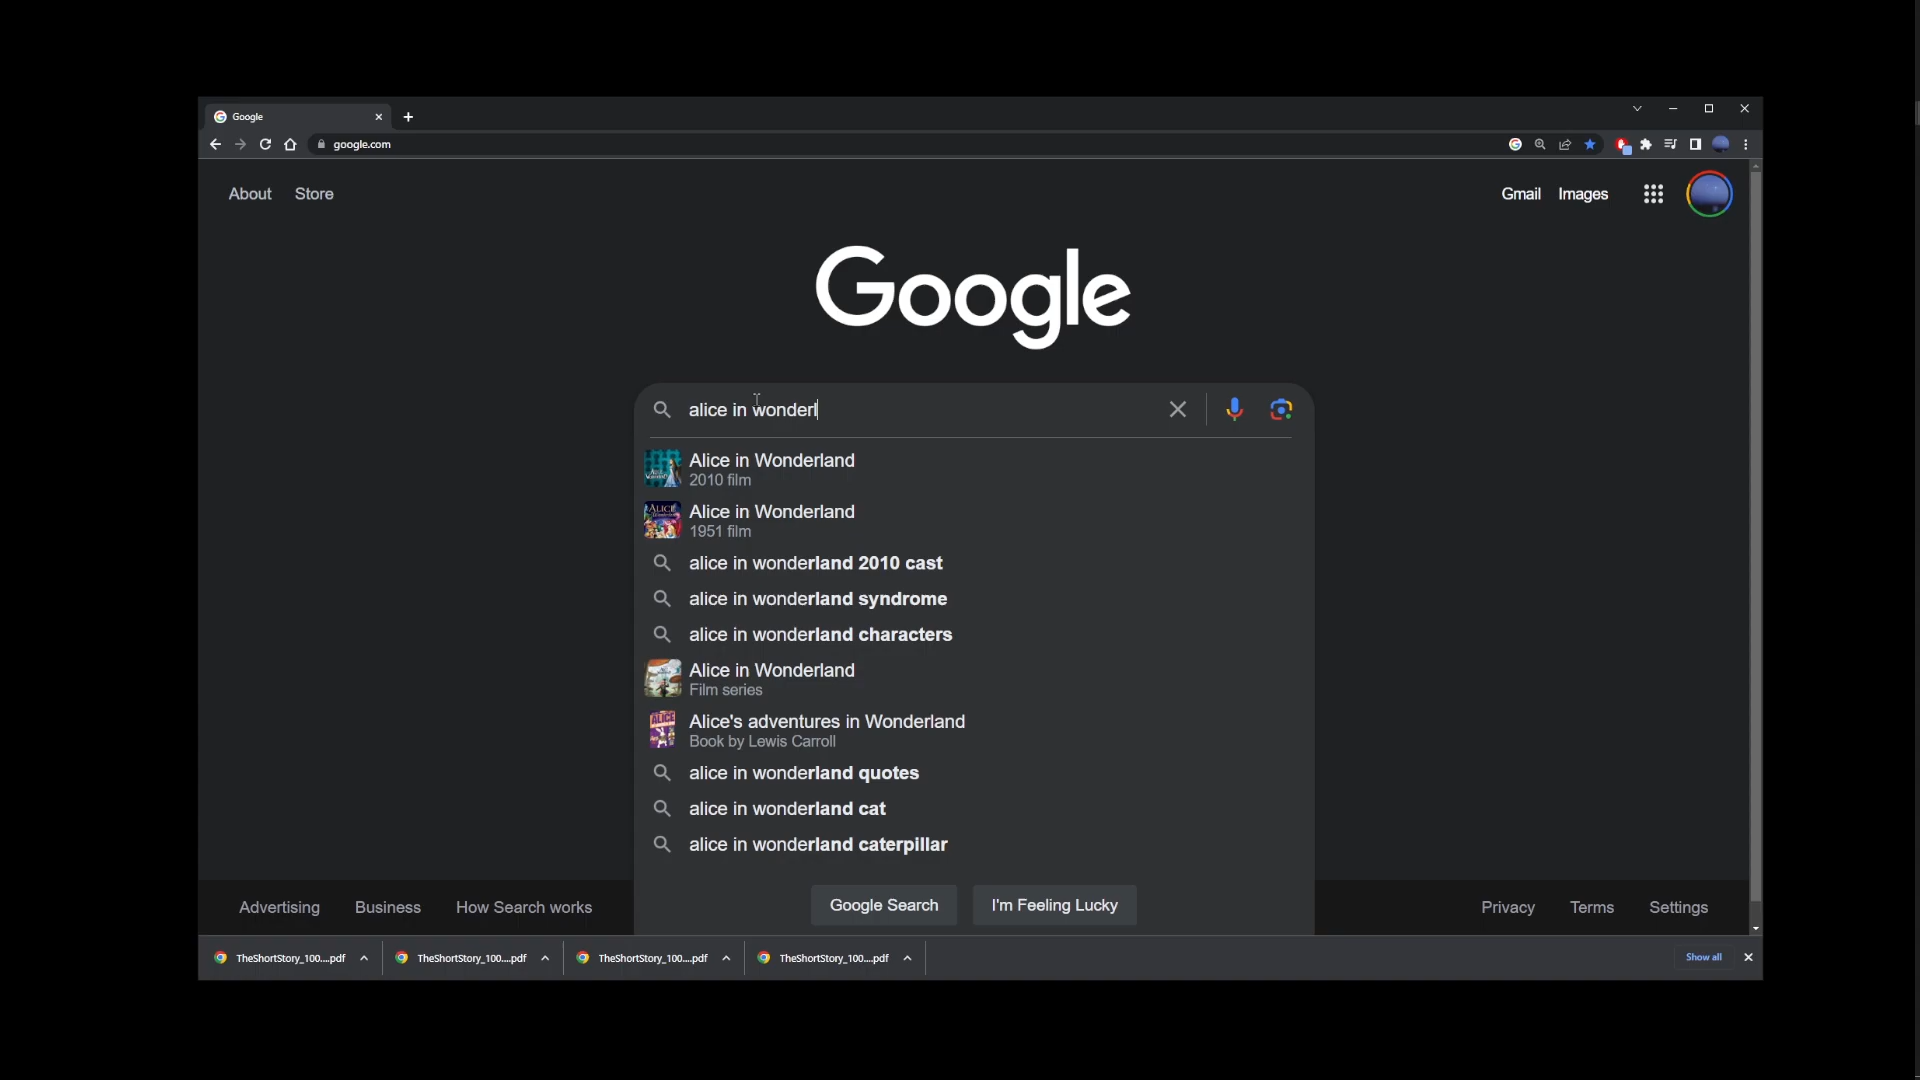 Google
google.com
About Store
Gmail Images
Google
alice in wonderl
Alice in Wonderland
2010 film
Alice in Wonderland
1951 film
alice in wonderland 2010 cast
alice in wonderland syndrome
alice in wonderland characters
Alice in Wonderland
Film series
Alice's adventures in Wonderland
Book by Lewis Carroll
alice in wonderland quotes
alice in wonderland cat
alice in wonderland caterpillar
Google Search I'm Feeling Lucky
Advertising Business How Search works
Privacy Terms Settings
TheShortStory_100....pdf TheShortStory_100....pdf TheShortStory_100....pdf TheShortStory_100....pdf
Show all